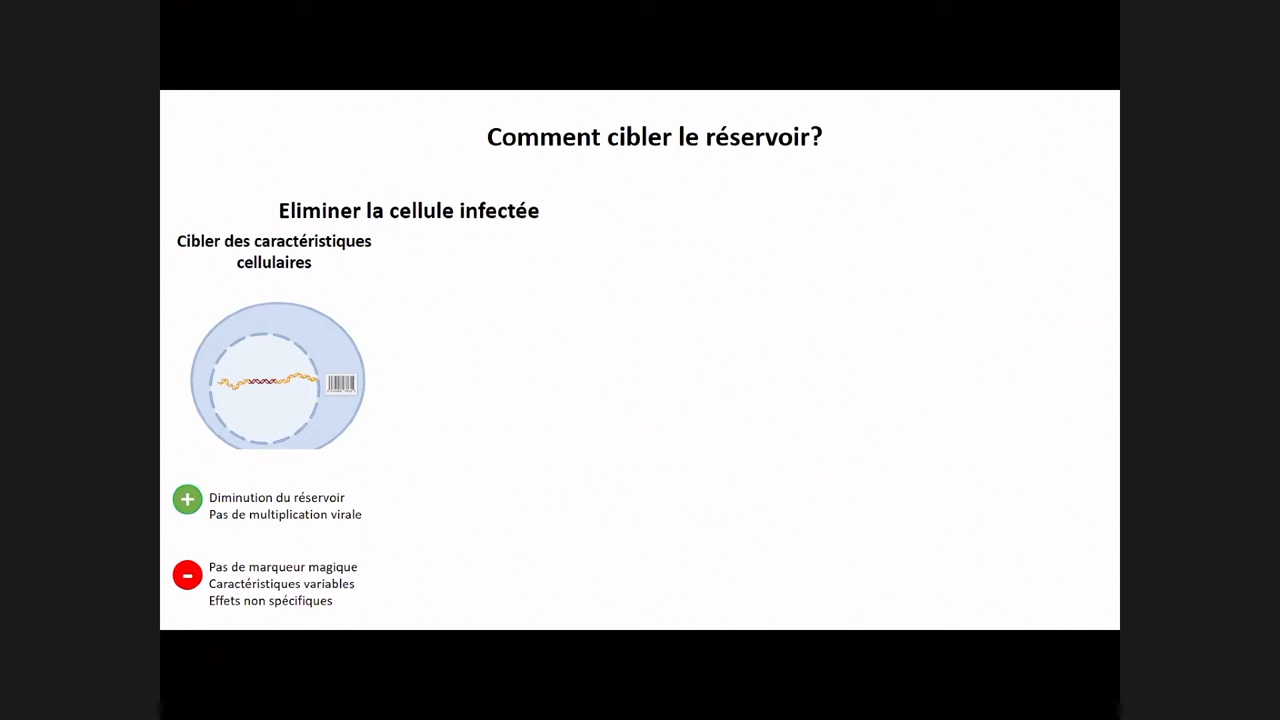 Comment cibler le réservoir?
Eliminer la cellule infectée
Cibler des caractéristiques
cellulaires
+ Diminution du réservoir
Pas de multiplication virale
- Pas de marqueur magique
Caractéristiques variables
Effets non spécifiques